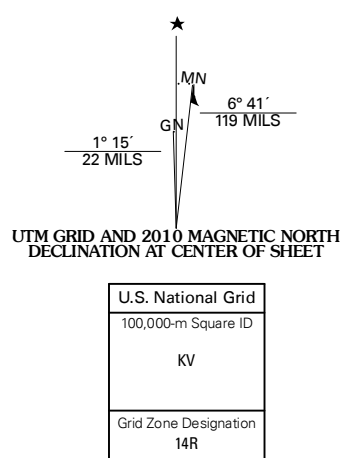 ★
.MN
GN
6° 41´
119 MILS
1° 15´
22 MILS
UTM GRID AND 2010 MAGNETIC NORTH
DECLINATION AT CENTER OF SHEET
U.S. National Grid
100,000-m Square ID
KV
Grid Zone Designation
14R